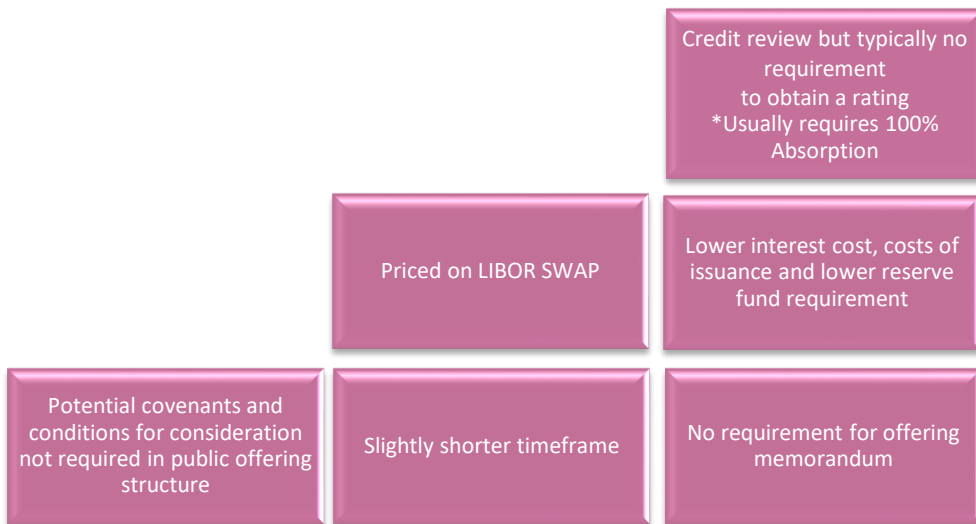 Credit review but typically no
requirement
to obtain a rating
*Usually requires 100%
Absorption
Priced on LIBOR SWAP
Lower interest cost, costs of
issuance and lower reserve
fund requirement
Potential covenants and
conditions for consideration
not required in public offering
structure
Slightly shorter timeframe
No requirement for offering
memorandum